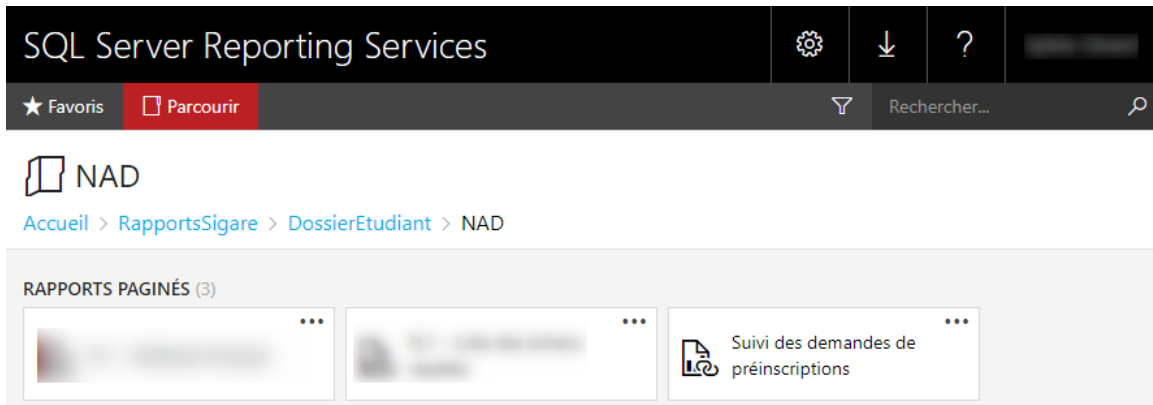 SQL Server Reporting Services ?
Favoris Parcourir Rechercher...
NAD
Accueil > RapportsSigare > DossierEtudiant > NAD
RAPPORTS PAGINÉS (3)
Suivi des demandes de
préinscriptions